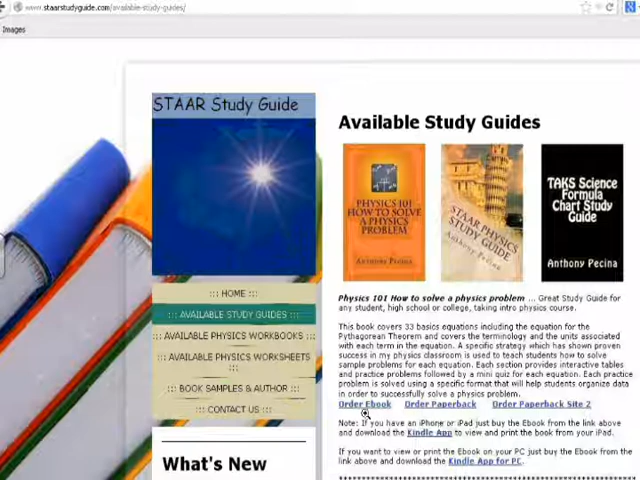 www.staarstudyguide.com/available-study-guides/
Images
STAAR Study Guide
Available Study Guides
PHYSICS 101
HOW TO SOLVE
A PHYSICS
PROBLEM
Anthony Pecina
STAAR PHYSICS
STUDY GUIDE
Anthony Pecina
TAKS Science
Formula
Chart Study
Guide
Anthony Pecina
::: HOME :::
::: AVAILABLE STUDY GUIDES :::
::: AVAILABLE PHYSICS WORKBOOKS :::
::: AVAILABLE PHYSICS WORKSHEETS
:::
::: BOOK SAMPLES & AUTHOR :::
::: CONTACT US :::
What's New
Physics 101 How to solve a physics problem ... Great Study Guide for
any student, high school or college, taking intro physics course.
This book covers 33 basics equations including the equation for the
Pythagorean Theorem and covers the terminology and the units associated
with each term in the equation. A specific strategy which has shown proven
success in my physics classroom is used to teach students how to solve
sample problems for each equation. Each section provides interactive tables
and practice problems followed by a mini quiz for each equation. Each practice
problem is solved using a specific format that will help students organize data
in order to successfully solve a physics problem.
Order Ebook Order Paperback Order Paperback Site 2
Note: If you have an iPhone or iPad just buy the Ebook from the link above
and download the Kindle App to view and print the book from your iPad.
If you want to view or print the Ebook on your PC just buy the Ebook from the
link above and download the Kindle App for PC.